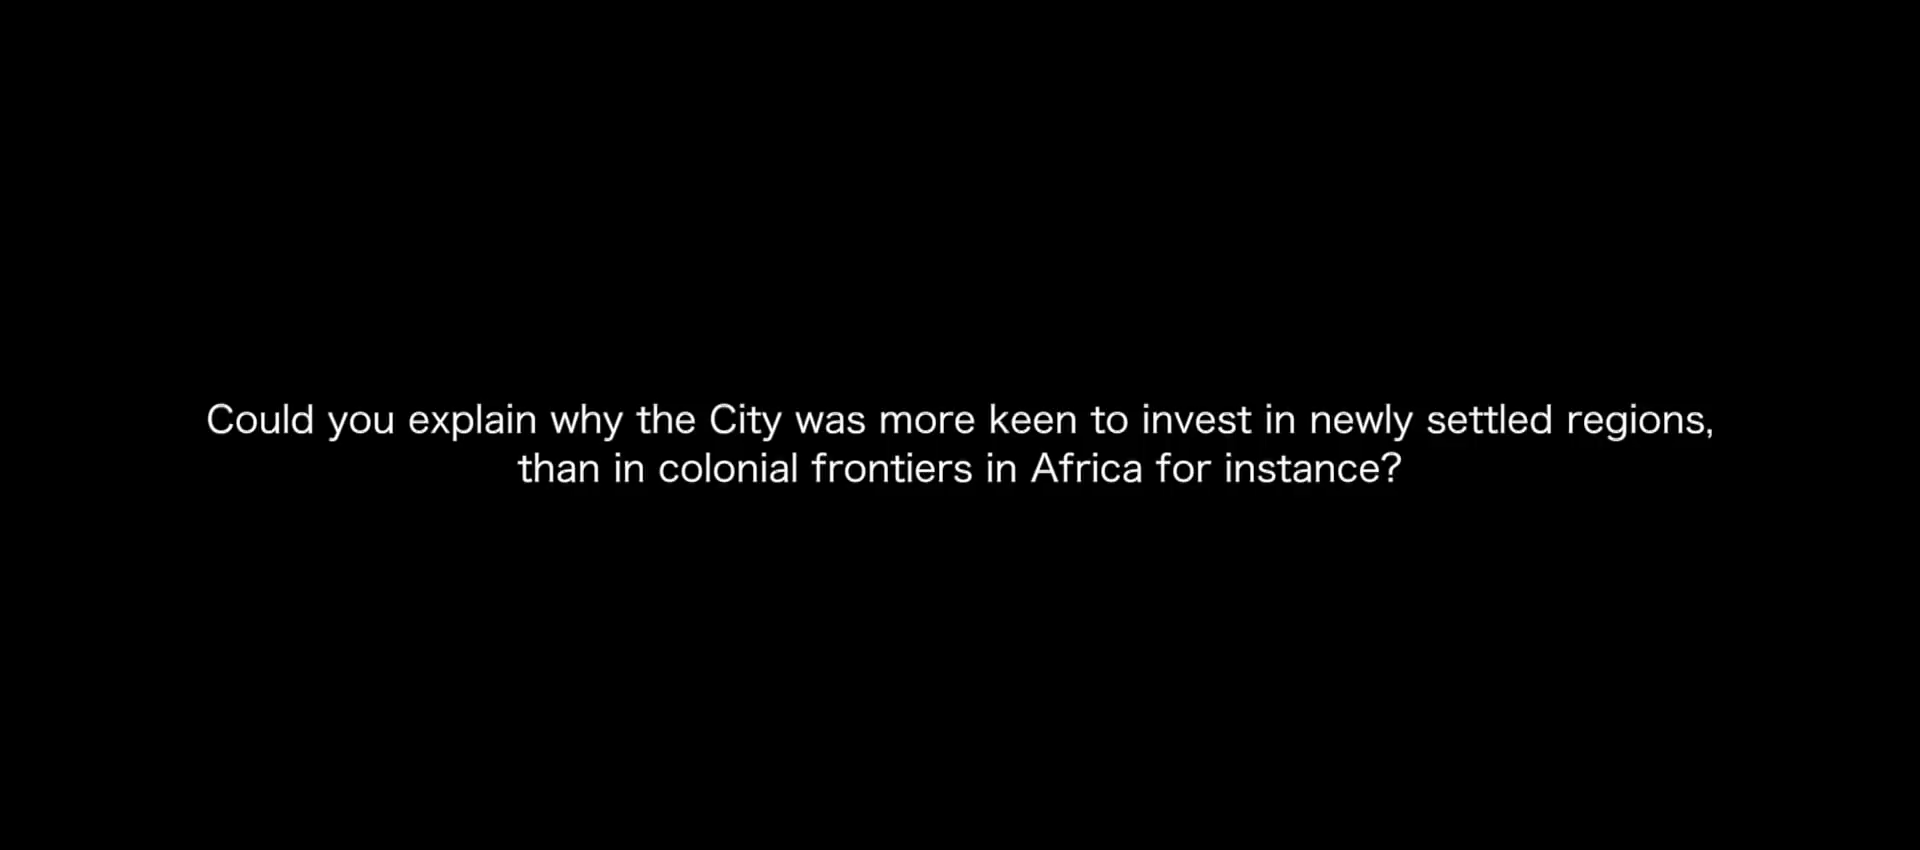 Could you explain why the City was more keen to invest in newly settled regions,
than in colonial frontiers in Africa for instance?